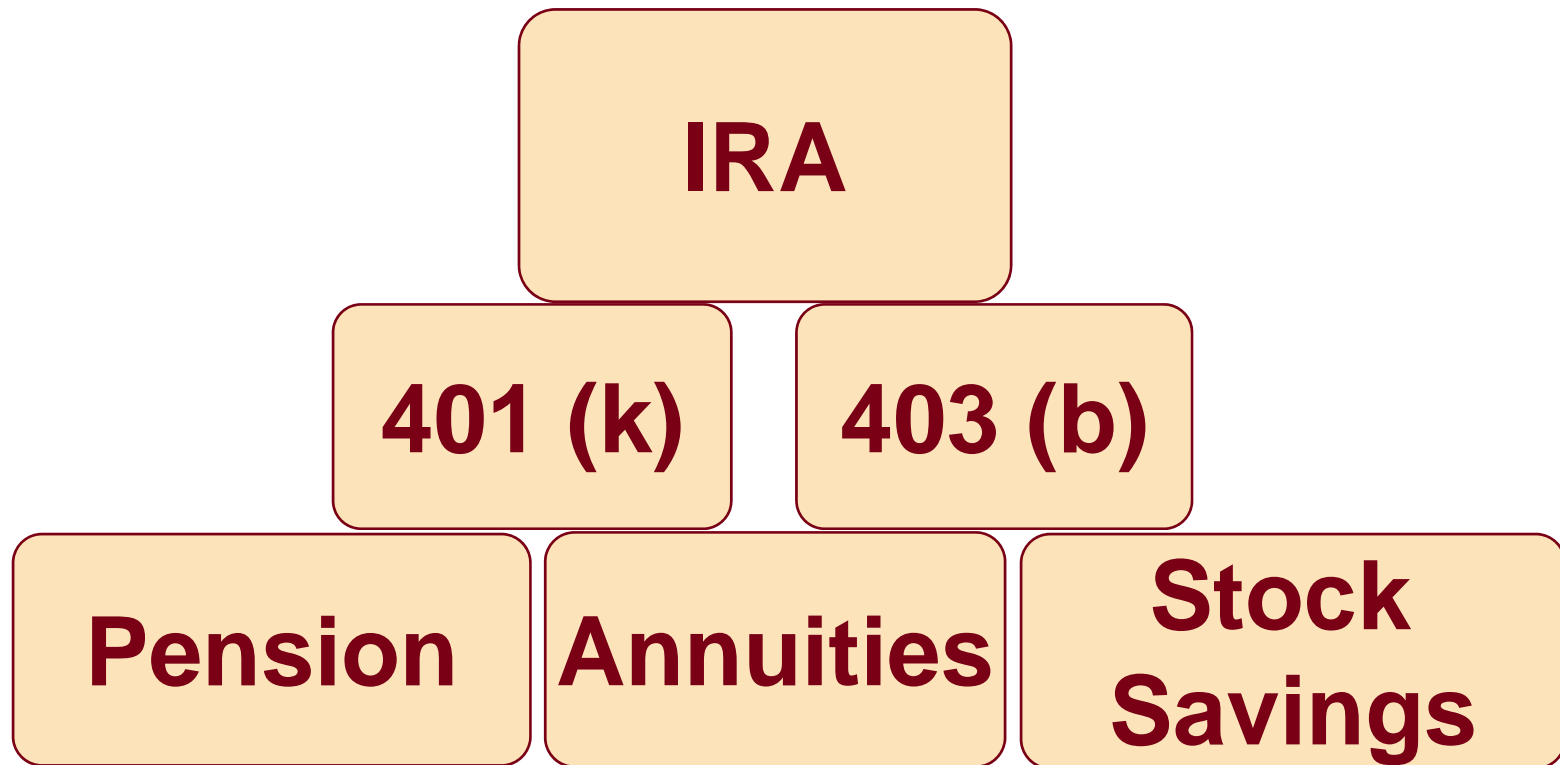 IRA
401 (k)
403 (b)
Pension
Annuities
Stock
Savings